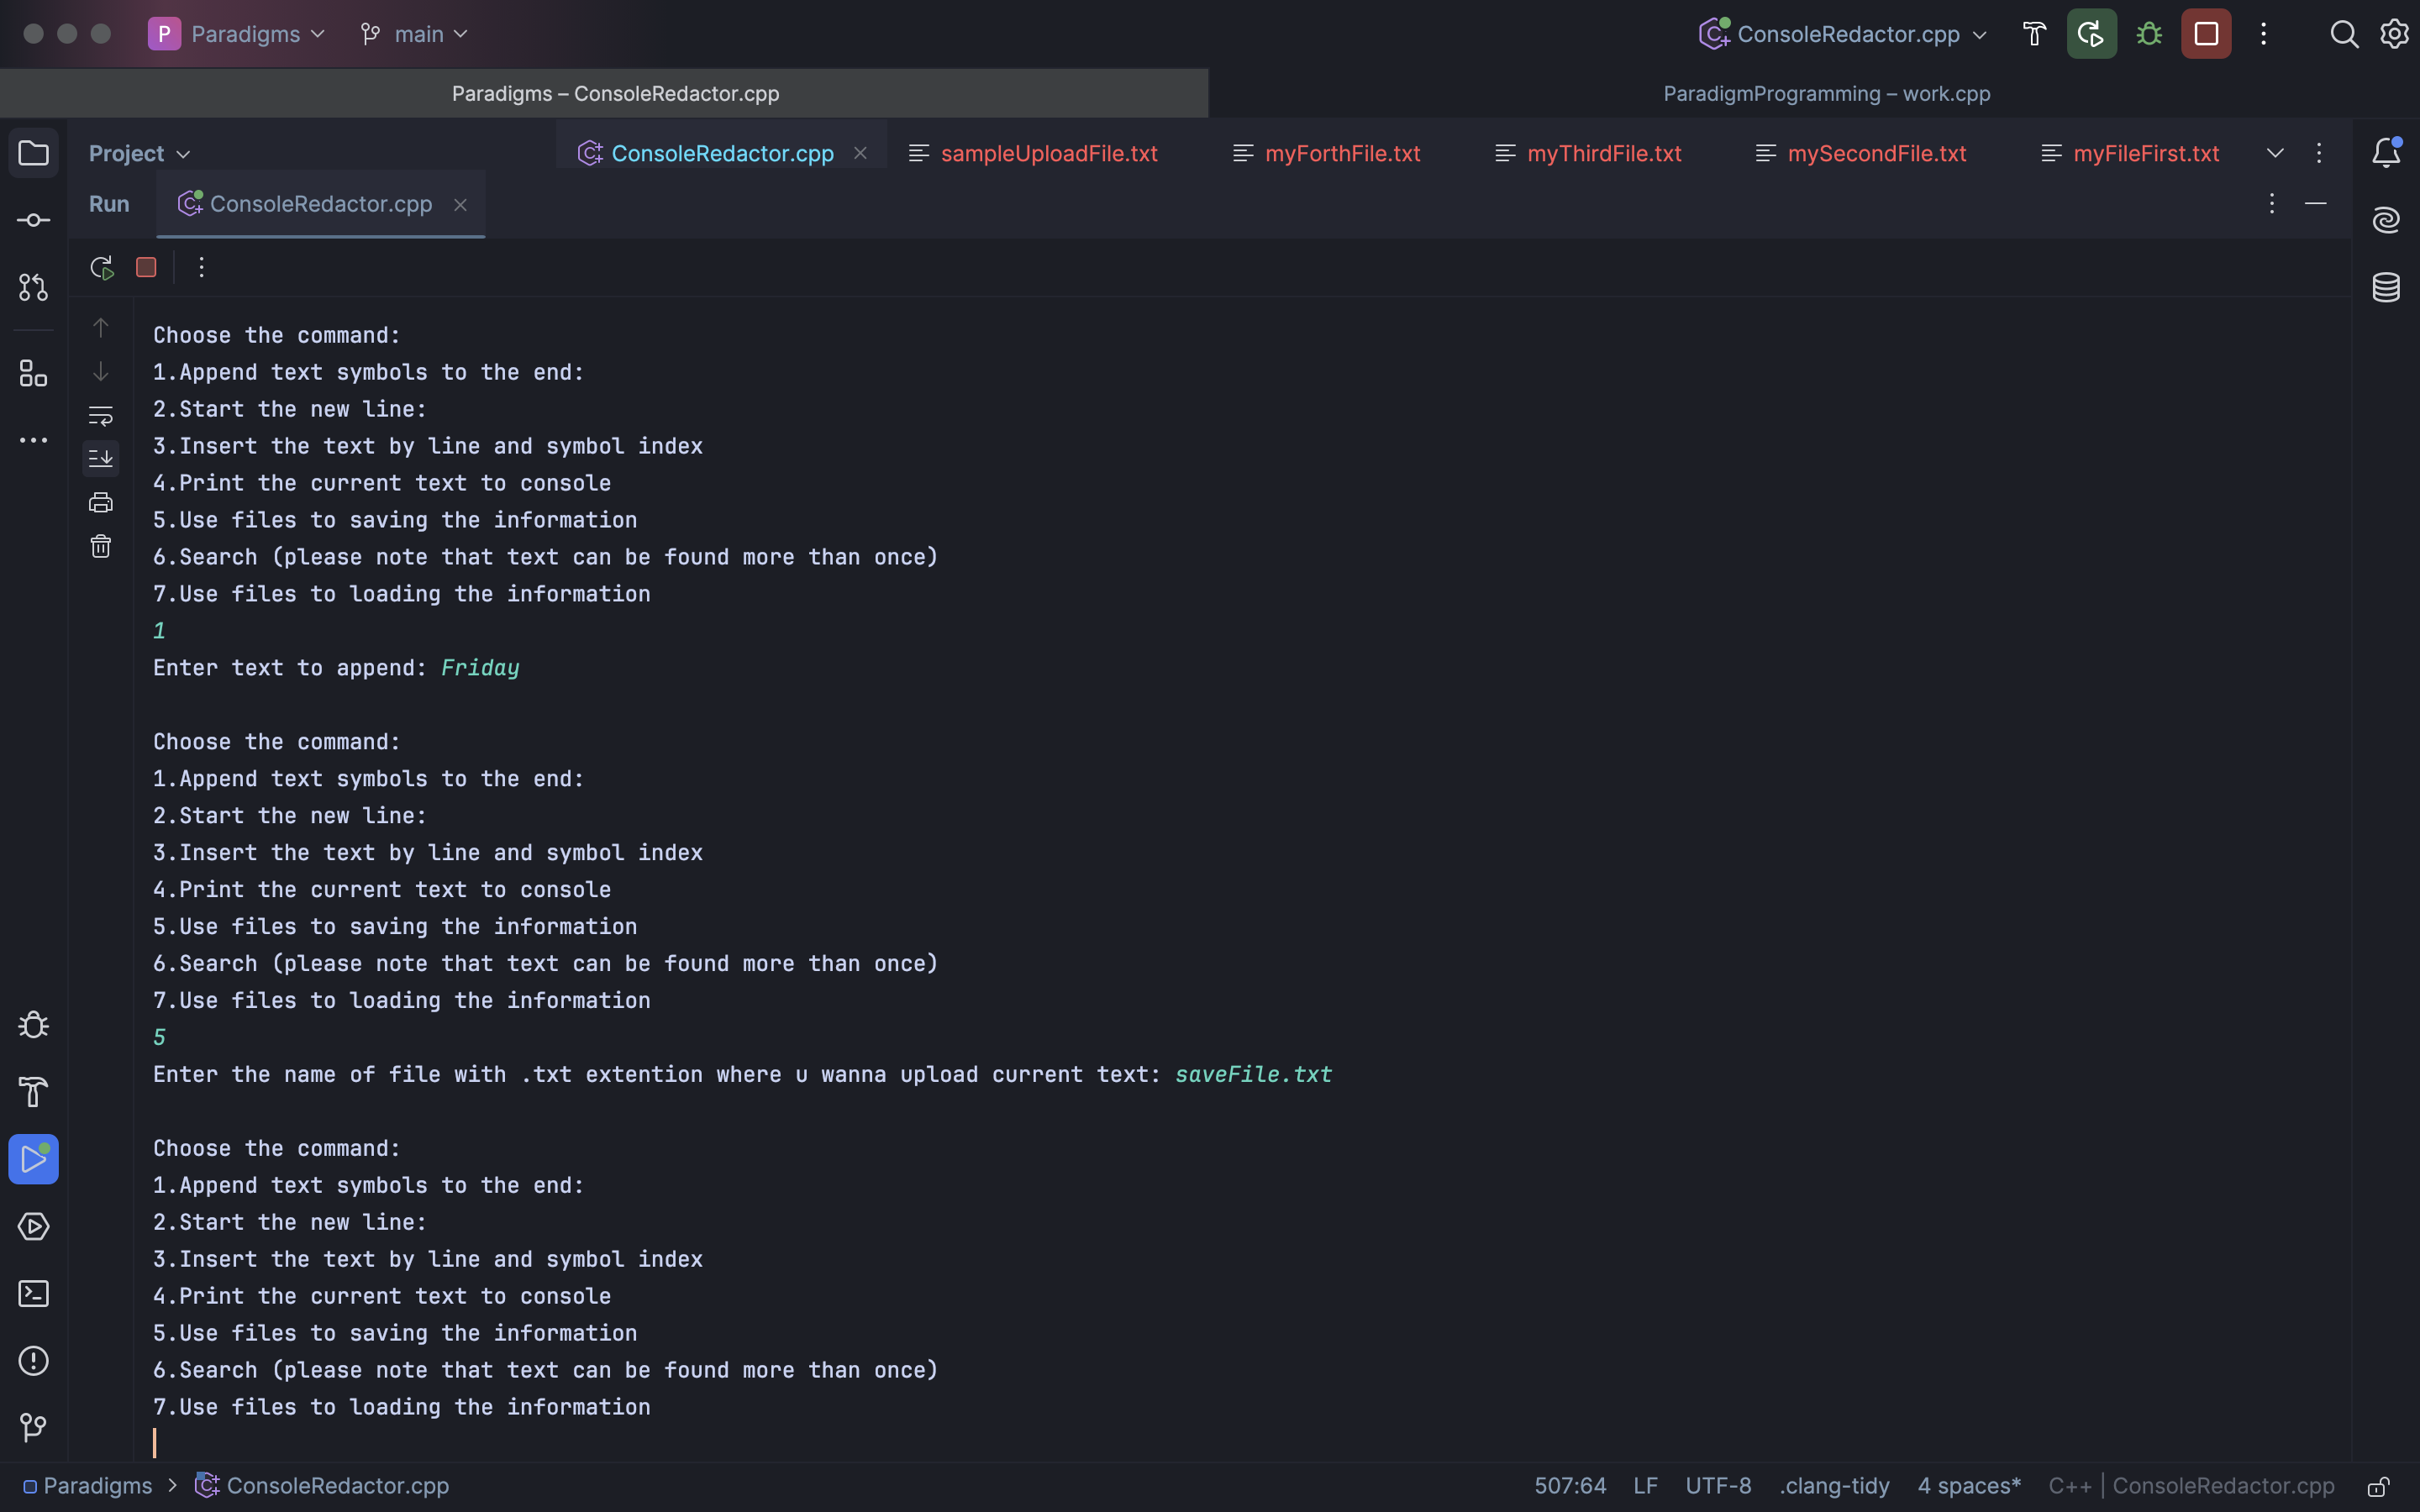 P Paradigms main ConsoleRedactor.cpp
Paradigms – ConsoleRedactor.cpp ParadigmProgramming – work.cpp
Project ConsoleRedactor.cpp sampleUploadFile.txt myForthFile.txt myThirdFile.txt mySecondFile.txt myFileFirst.txt
Run ConsoleRedactor.cpp
Choose the command:
1.Append text symbols to the end:
2.Start the new line:
3.Insert the text by line and symbol index
4.Print the current text to console
5.Use files to saving the information
6.Search (please note that text can be found more than once)
7.Use files to loading the information
1
Enter text to append: Friday
Choose the command:
1.Append text symbols to the end:
2.Start the new line:
3.Insert the text by line and symbol index
4.Print the current text to console
5.Use files to saving the information
6.Search (please note that text can be found more than once)
7.Use files to loading the information
5
Enter the name of file with .txt extention where u wanna upload current text: saveFile.txt
Choose the command:
1.Append text symbols to the end:
2.Start the new line:
3.Insert the text by line and symbol index
4.Print the current text to console
5.Use files to saving the information
6.Search (please note that text can be found more than once)
7.Use files to loading the information
Paradigms > ConsoleRedactor.cpp 507:64 LF UTF-8 .clang-tidy 4 spaces* C++ | ConsoleRedactor.cpp